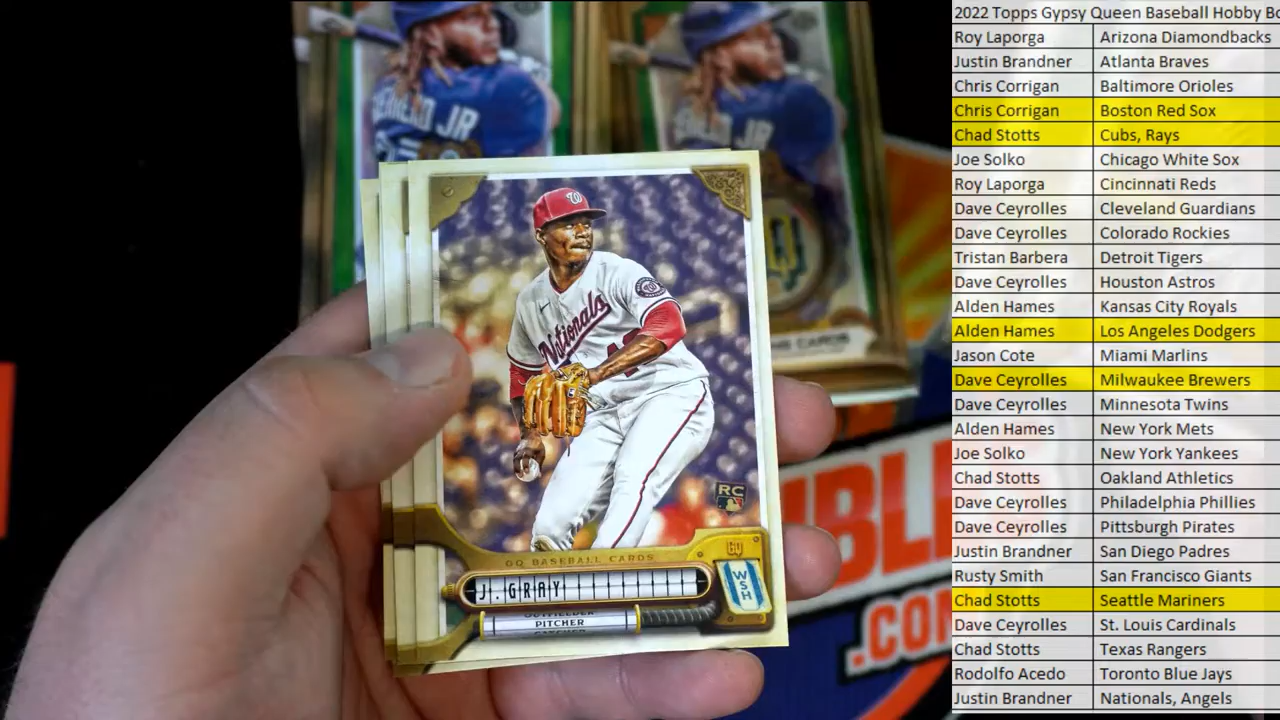 2022 Topps Gypsy Queen Baseball Hobby Bo
Roy Laporga Arizona Diamondbacks
Justin Brandner Atlanta Braves
Chris Corrigan Baltimore Orioles
Chris Corrigan Boston Red Sox
Chad Stotts Cubs, Rays
Joe Solko Chicago White Sox
Roy Laporga Cincinnati Reds
Dave Ceyrolles Cleveland Guardians
Dave Ceyrolles Colorado Rockies
Tristan Barbera Detroit Tigers
Dave Ceyrolles Houston Astros
Alden Hames Kansas City Royals
Alden Hames Los Angeles Dodgers
Jason Cote Miami Marlins
Dave Ceyrolles Milwaukee Brewers
Dave Ceyrolles Minnesota Twins
Alden Hames New York Mets
Joe Solko New York Yankees
Chad Stotts Oakland Athletics
Dave Ceyrolles Philadelphia Phillies
Dave Ceyrolles Pittsburgh Pirates
Justin Brandner San Diego Padres
Rusty Smith San Francisco Giants
Chad Stotts Seattle Mariners
Dave Ceyrolles St. Louis Cardinals
Chad Stotts Texas Rangers
Rodolfo Acedo Toronto Blue Jays
Justin Brandner Nationals, Angels
JR
W
Nationals
RC
GQ BASEBALL CARDS
GQ
J. GRAY
WSH
OUTFIELDER
PITCHER
CATCHER
CARDS
BLE
.COM